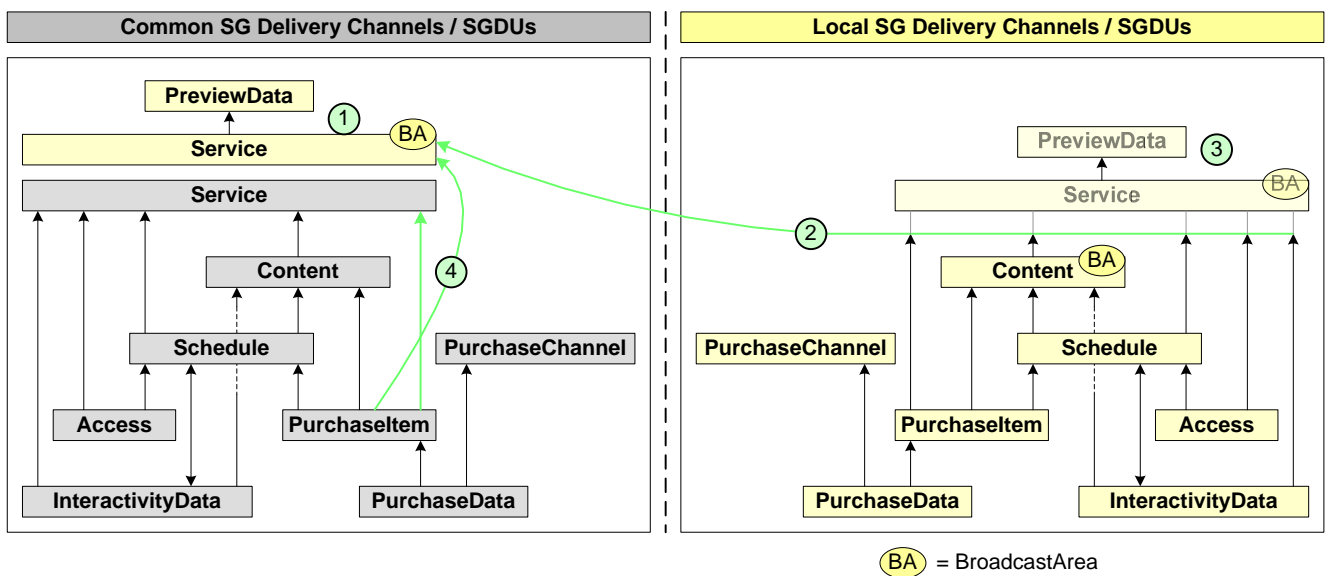 Common SG Delivery Channels / SGDUs
Local SG Delivery Channels / SGDUs
PreviewData
1
BA
Service
Service
Content
4
Schedule
PurchaseChannel
Access
PurchaseItem
InteractivityData
PurchaseData
2
PreviewData
3
BA
Service
BA
Content
PurchaseChannel
Schedule
PurchaseItem
Access
PurchaseData
InteractivityData
BA = BroadcastArea